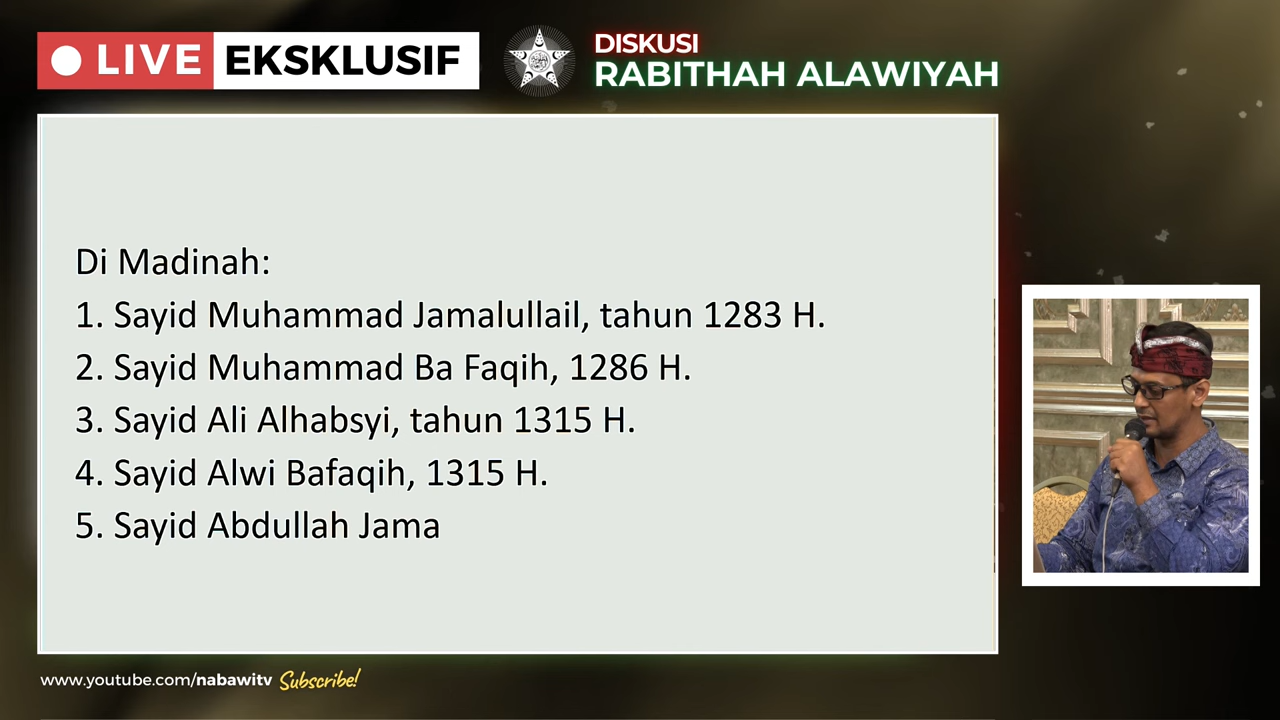 LIVE EKSKLUSIF
DISKUSI
RABITHAH ALAWIYAH
Di Madinah:
1. Sayid Muhammad Jamalullail, tahun 1283 H.
2. Sayid Muhammad Ba Faqih, 1286 H.
3. Sayid Ali Alhabsyi, tahun 1315 H.
4. Sayid Alwi Bafaqih, 1315 H.
5. Sayid Abdullah Jama
www.youtube.com/nabawitv Subscribe!